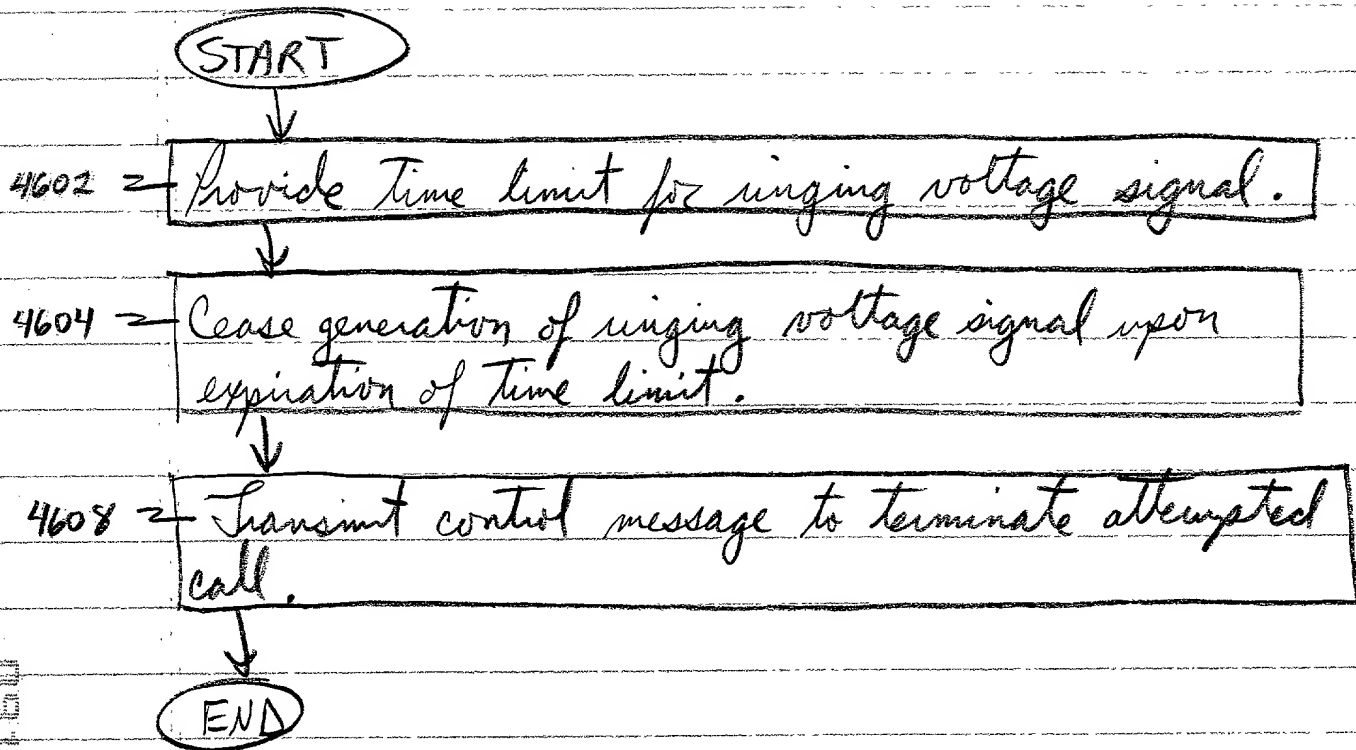 START
4602 Provide time limit for ringing voltage signal.
4604 Cease generation of ringing voltage signal upon
expiration of time limit.
4608 Transmit control message to terminate attempted
call.
END